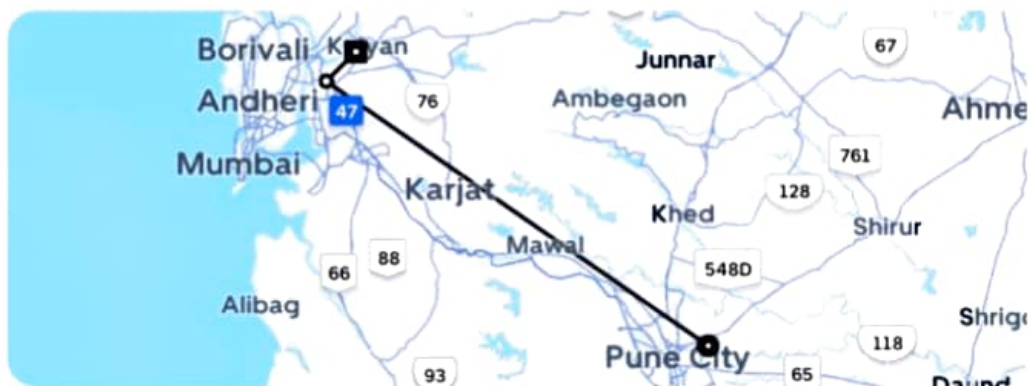 67
Borivali
Kalyan
Junnar
76
Ambegaon
Andheri
47
Ahme
761
Mumbai
Karjat
128
Khed
Shirur
Mawal
66
88
548D
Alibag
Shrig
118
Pune City
93
65
Daund